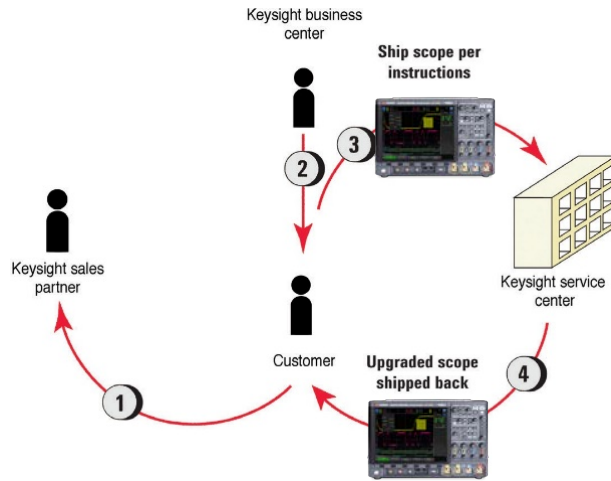 Keysight business
center
Ship scope per
instructions
3
2
Keysight sales
partner
Keysight service
center
Customer
Upgraded scope
shipped back
4
1